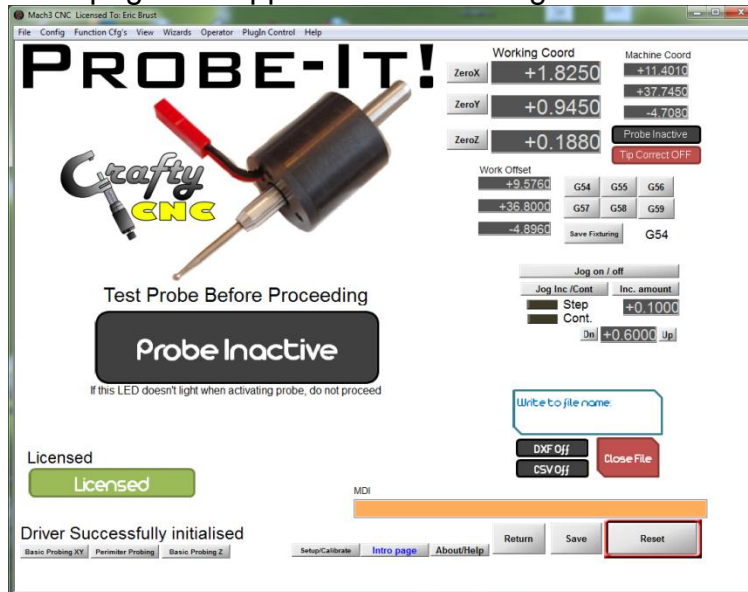 Mach3 CNC Licensed To: Eric Brust
File Config Function Cfg's View Wizards Operator PlugIn Control Help
PROBE-IT!
Crafty
CNC
Test Probe Before Proceeding
Probe Inactive
If this LED doesn't light when activating probe, do not proceed
Licensed
Licensed
Driver Successfully initialised
Basic Probing XY Perimiter Probing Basic Probing Z
Working Coord Machine Coord
ZeroX +1.8250 +11.4010
ZeroY +0.9450 +37.7450
ZeroZ +0.1880 -4.7080
Probe Inactive
Tip Correct OFF
Work Offset
+9.5760 G54 G55 G56
+36.8000 G57 G58 G59
-4.8960 Save Fixturing G54
Jog on / off
Jog Inc /Cont Inc. amount
Step +0.1000
Cont.
Dn +0.6000 Up
Write to file name:
DXF Off
CSV Off
Close File
MDI
Setup/Calibrate Intro page About/Help Return Save Reset